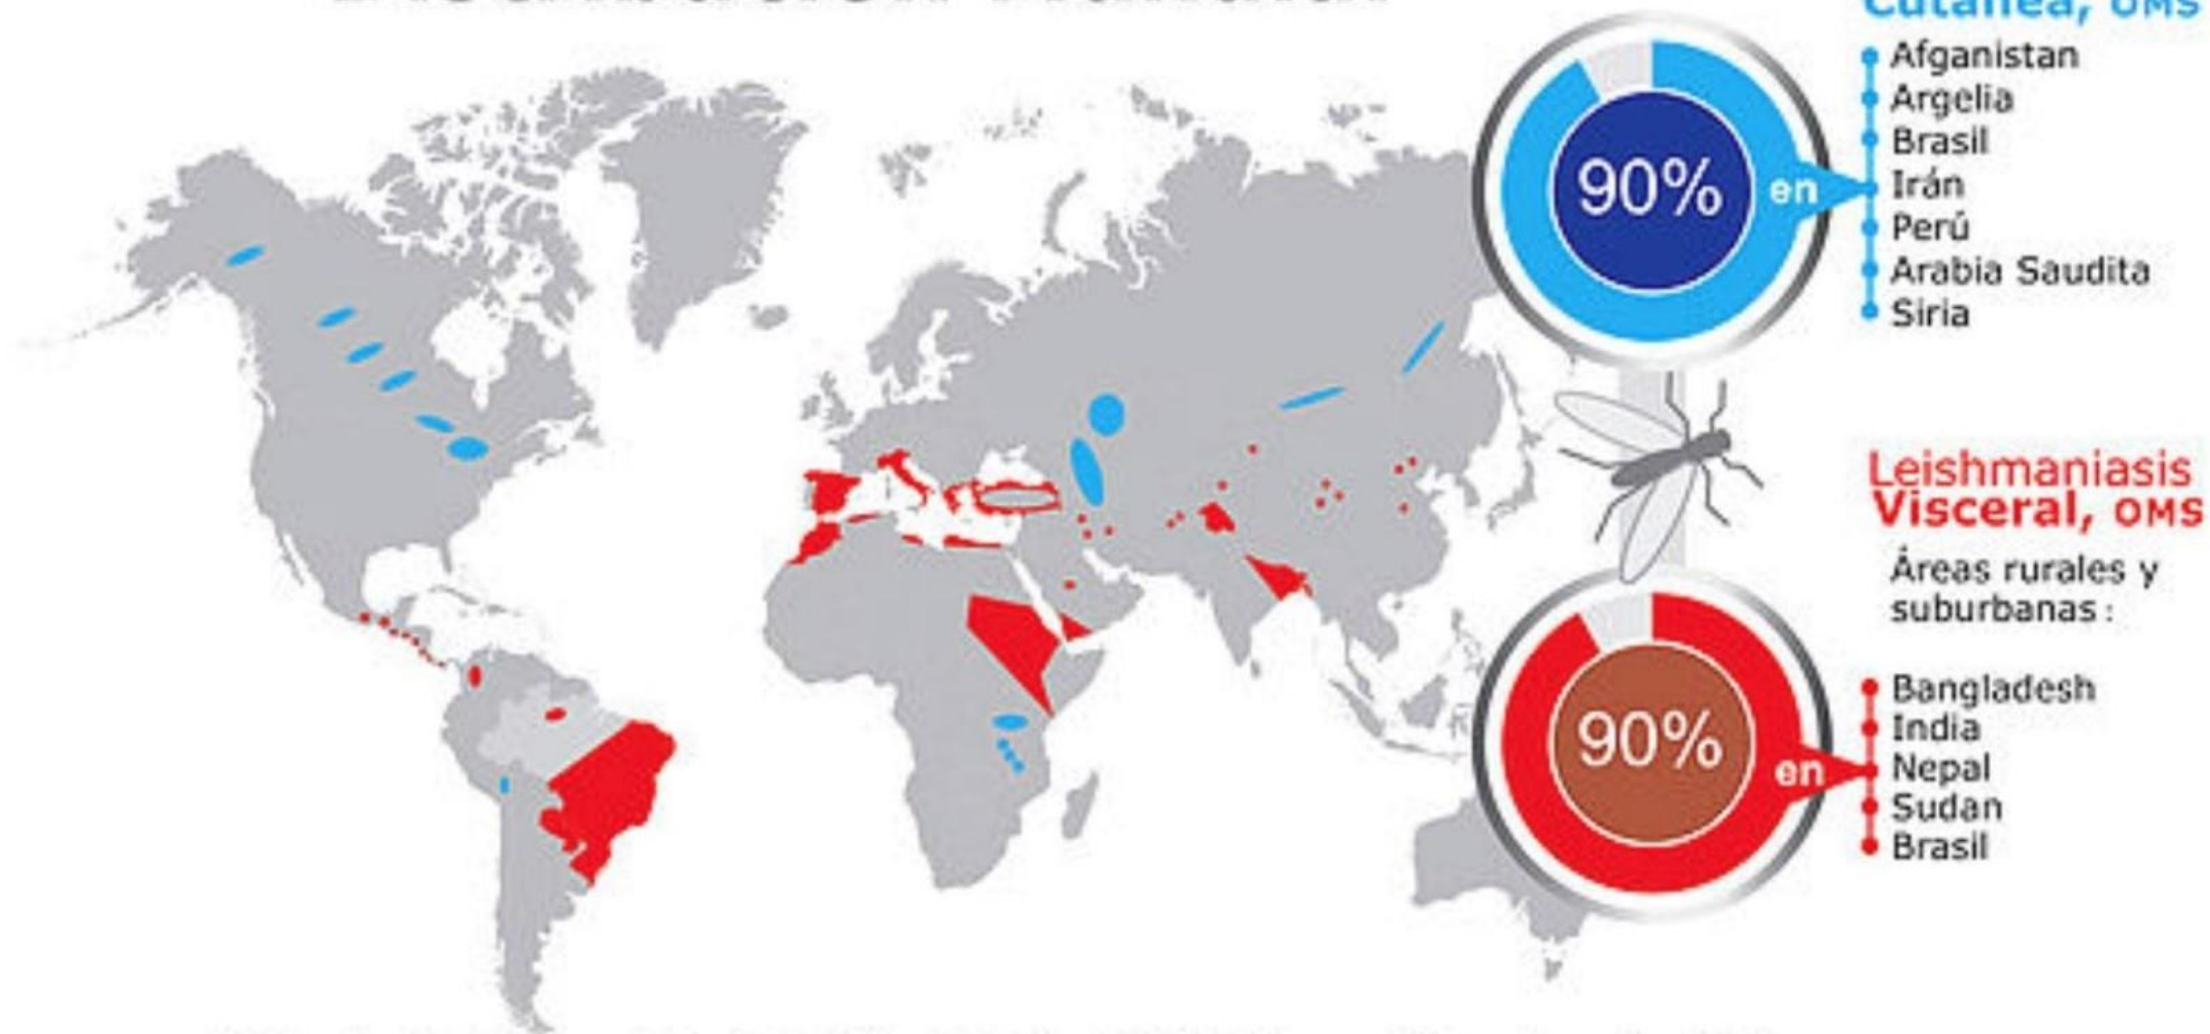 Cutánea, OMS
Afganistan
Argelia
Brasil
90%
en
Irán
Perú
Arabia Saudita
Siria
Leishmaniasis
Visceral, OMS
Áreas rurales y
suburbanas :
Bangladesh
India
90%
en
Nepal
Sudan
Brasil